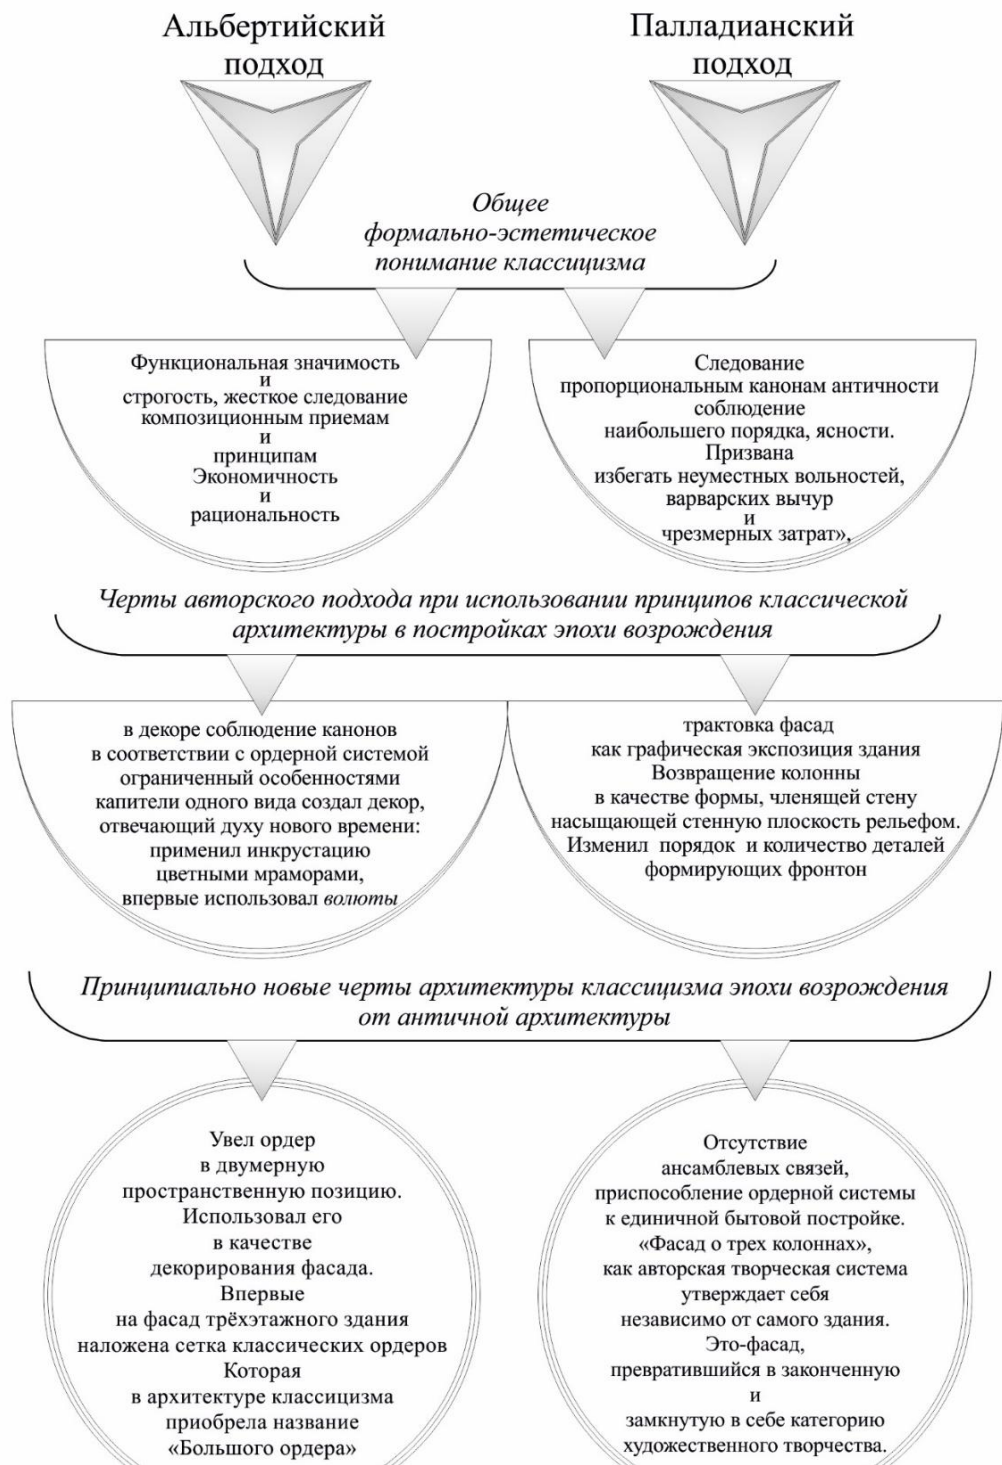 Альбертийский
подход
Палладианский
подход
Общее
формально-эстетическое
понимание классицизма
Функциональная значимость
и
строгость, жесткое следование
композиционным приемам
и
принципам
Экономичность
и
рациональность
Следование
пропорциональным канонам античности
соблюдение
наибольшего порядка, ясности.
Призвана
избегать неуместных вольностей,
варварских вычур
и
чрезмерных затрат»,
Черты авторского подхода при использовании принципов классической
архитектуры в постройках эпохи возрождения
в декоре соблюдение канонов
в соответствии с ордерной системой
ограниченный особенностями
капители одного вида создал декор,
отвечающий духу нового времени:
применил инкрустацию
цветными мраморами,
впервые использовал волюты
трактовка фасад
как графическая экспозиция здания
Возвращение колонны
в качестве формы, членящей стену
насыщающей стенную плоскость рельефом.
Изменил порядок и количество деталей
формирующих фронтон
Принципиально новые черты архитектуры классицизма эпохи возрождения
от античной архитектуры
Увел ордер
в двумерную
пространственную позицию.
Использовал его
в качестве
декорирования фасада.
Впервые
на фасад трёхэтажного здания
наложена сетка классических ордеров
Которая
в архитектуре классицизма
приобрела название
«Большого ордера»
Отсутствие
ансамблевых связей,
приспособление ордерной системы
к единичной бытовой постройке.
«Фасад о трех колоннах»,
как авторская творческая система
утверждает себя
независимо от самого здания.
Это-фасад,
превратившийся в законченную
и
замкнутую в себе категорию
художественного творчества.